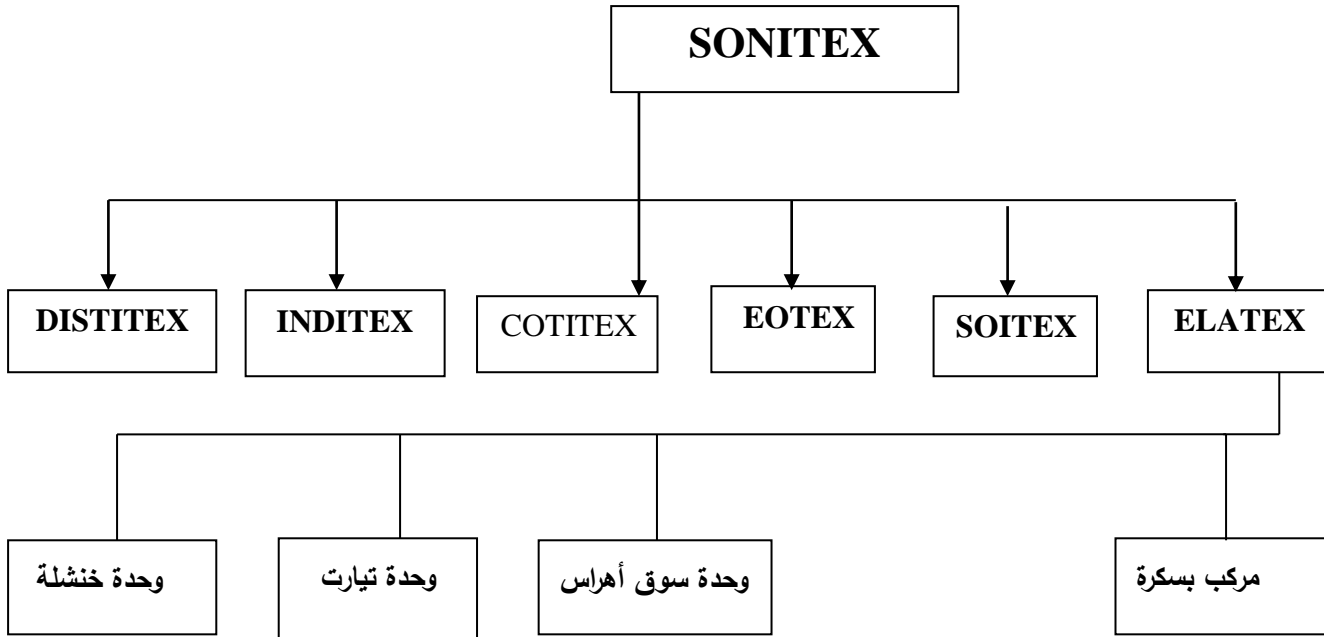 SONITEX
DISTITEX
INDITEX
COTITEX
EOTEX
SOITEX
ELATEX
مركب بسكرة
وحدة سوق أهراس
وحدة تيارت
وحدة خنشلة